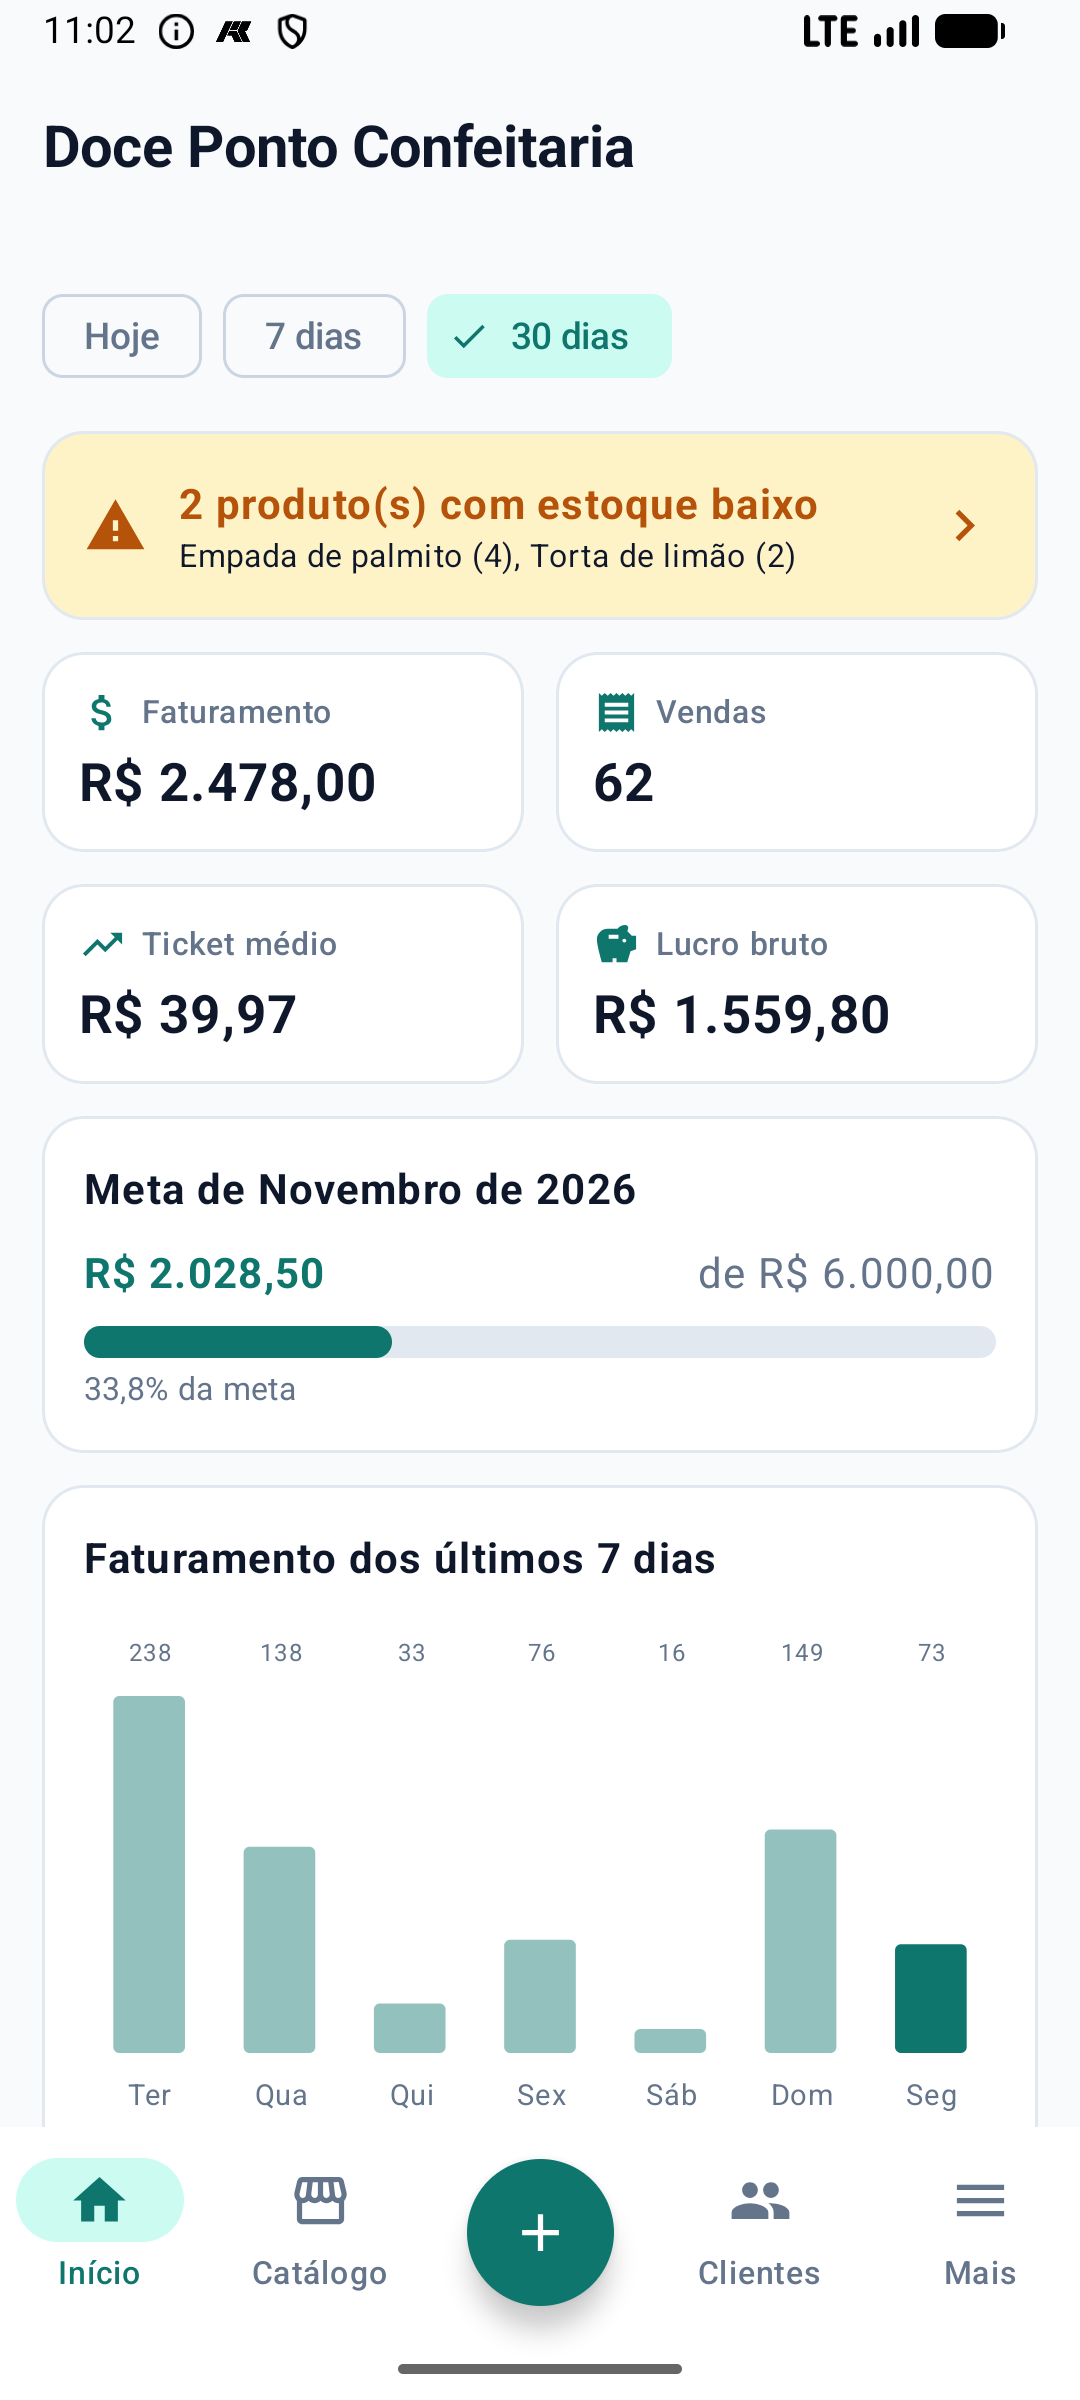 11:02
LTE
Doce Ponto Confeitaria
Hoje
7 dias
30 dias
2 produto(s) com estoque baixo
Empada de palmito (4), Torta de limão (2)
Faturamento
R$ 2.478,00
Vendas
62
Ticket médio
R$ 39,97
Lucro bruto
R$ 1.559,80
Meta de Novembro de 2026
R$ 2.028,50
de R$ 6.000,00
33,8% da meta
Faturamento dos últimos 7 dias
238 138 33 76 16 149 73
Ter Qua Qui Sex Sáb Dom Seg
Início
Catálogo
Clientes
Mais